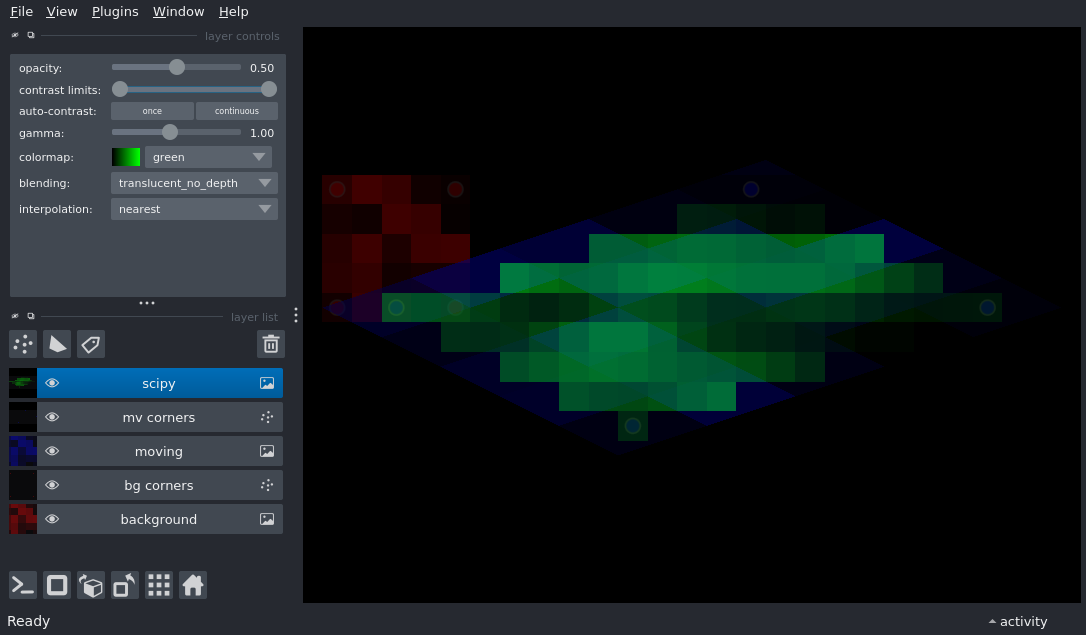 File View Plugins Window Help
layer controls
opacity: 0.50
contrast limits:
auto-contrast: once continuous
gamma: 1.00
colormap: green
blending: translucent_no_depth
interpolation: nearest
layer list
scipy
mv corners
moving
bg corners
background
Ready
activity